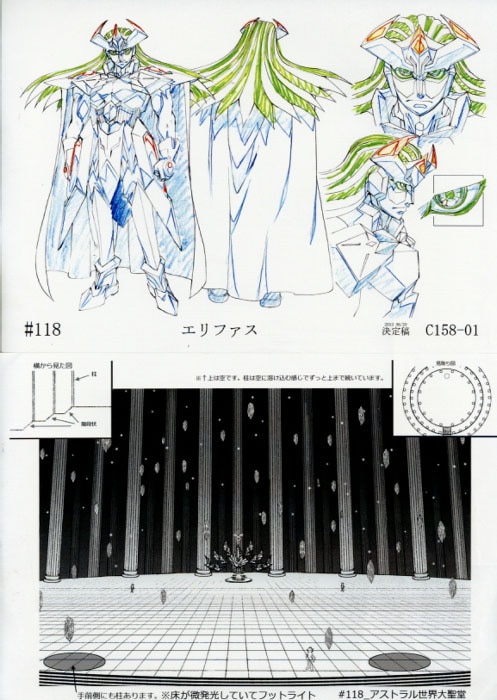 #118
エリファス
決定稿
C158-01
横から見た図
柱
階段状
※↑上は空です。柱は空に溶け込む感じでずっと上まで続いています。
手前側にも柱あります。※床が微発光していてフットライト
#118_アストラル世界大聖堂